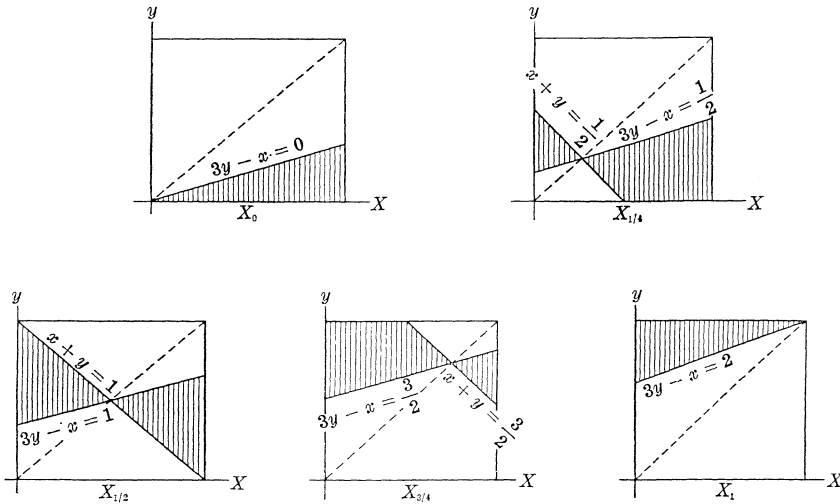 y
3y − x = 0
X
X₀
y
x + y = 1/2
3y − x = 1/2
X
X₁/₄
y
x + y = 1
3y − x = 1
X
X₁/₂
y
3y − x = 3/2
x + y = 3/2
X
X₃/₄
y
3y − x = 2
X
X₁